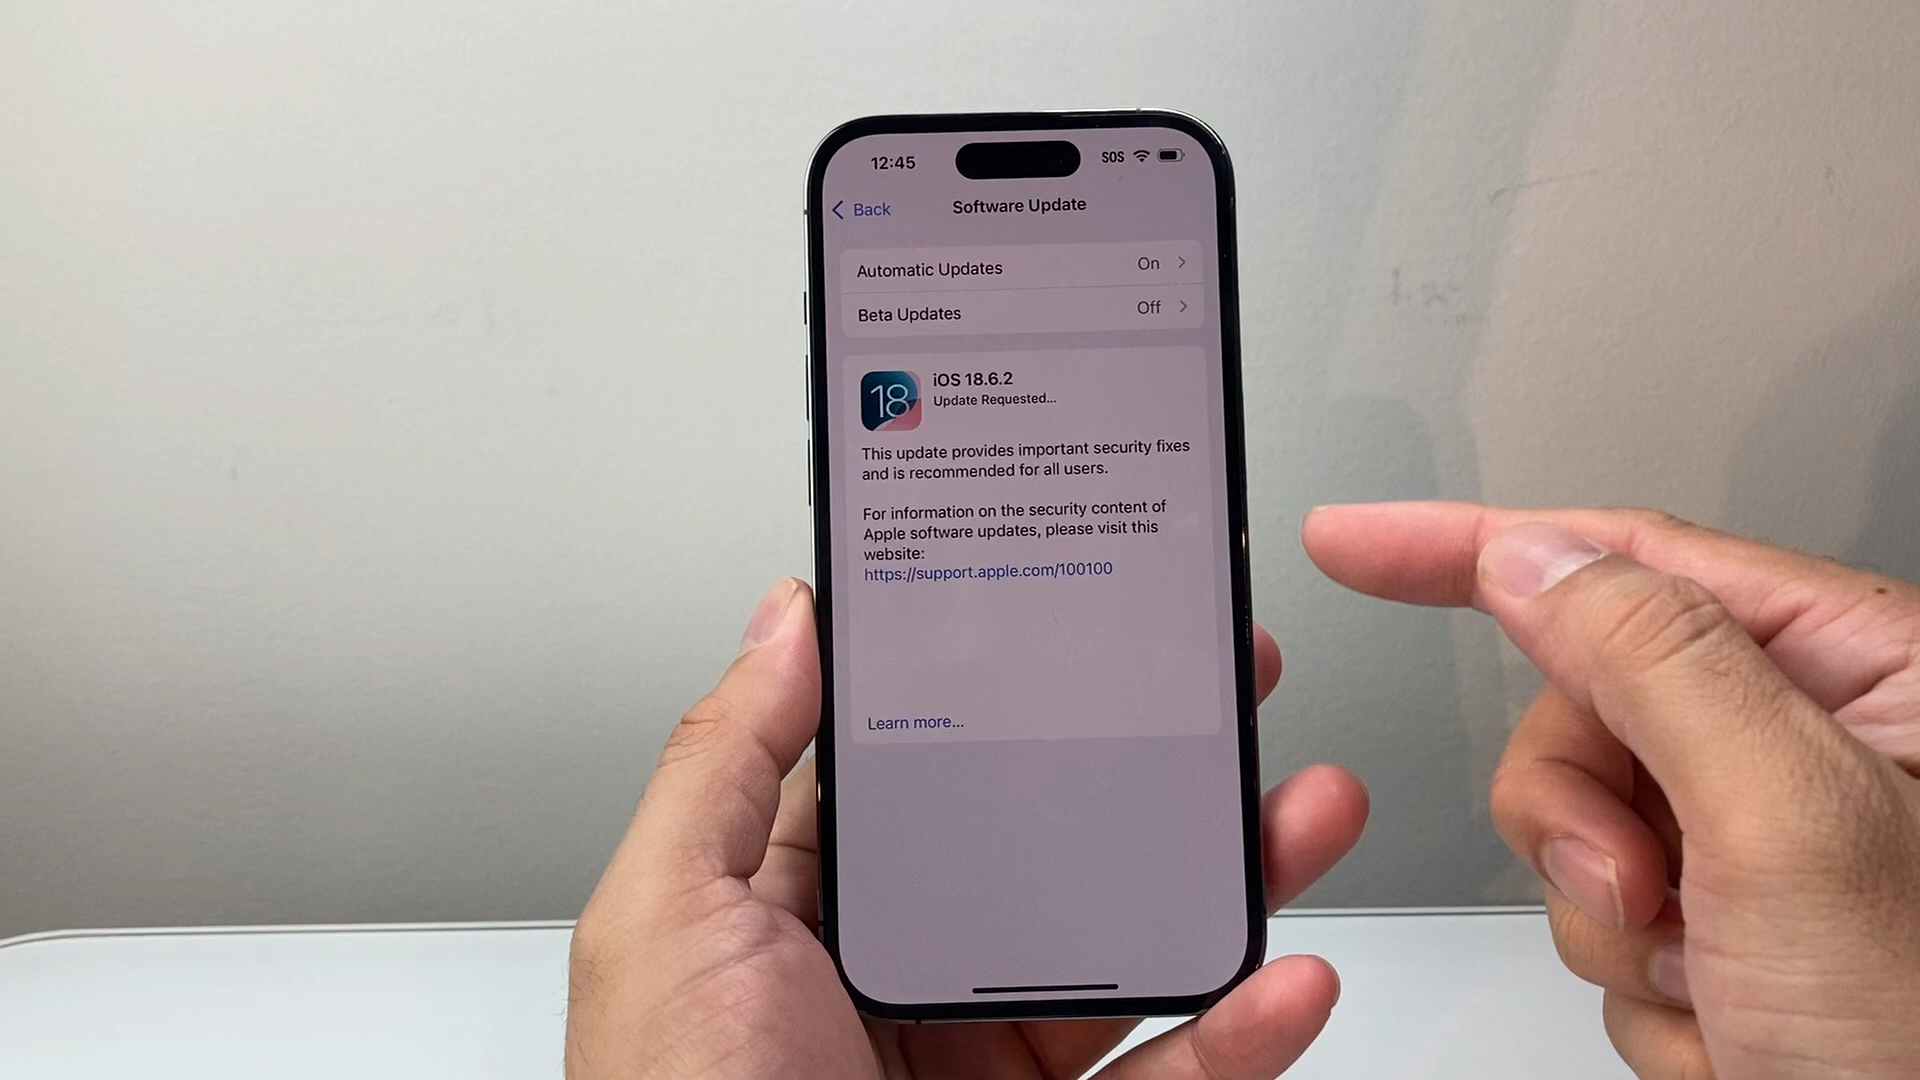 12:45
SOS
Back
Software Update
Automatic Updates On
Beta Updates Off
18
iOS 18.6.2
Update Requested...
This update provides important security fixes
and is recommended for all users.
For information on the security content of
Apple software updates, please visit this
website:
https://support.apple.com/100100
Learn more...